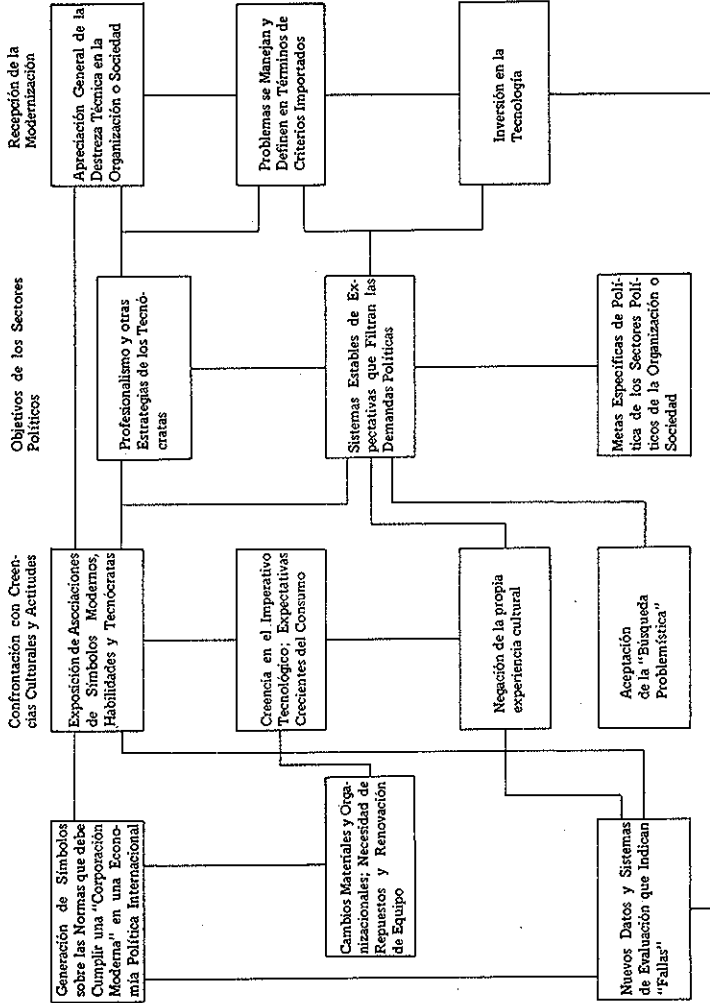 Confrontación con Creen-
cias Culturales y Actitudes
Objetivos de los Sectores
Políticos
Recepción de la
Modernización
Generación de Símbolos
sobre las Normas que debe
Cumplir una "Corporación
Moderna" en una Econo-
mía Política Internacional
Exposición de Asociaciones
de Símbolos Modernos,
Habilidades y Tecnócratas
Profesionalismo y otras
Estrategias de los Tecnó-
cratas
Apreciación General de la
Destreza Técnica en la
Organización o Sociedad
Cambios Materiales y Orga-
nizacionales; Necesidad de
Repuestos y Renovación
de Equipo
Creencia en el Imperativo
Tecnológico; Expectativas
Crecientes del Consumo
Sistemas Estables de Ex-
pectativas que Filtran las
Demandas Políticas
Problemas se Manejan y
Definen en Términos de
Criterios Importados
Nuevos Datos y Sistemas
de Evaluación que Indican
"Fallas"
Negación de la propia
experiencia cultural
Aceptación
de la "Búsqueda
Problemística"
Metas Específicas de Polí-
tica de los Sectores Polí-
ticos de la Organización o
Sociedad
Inversión en la
Tecnología